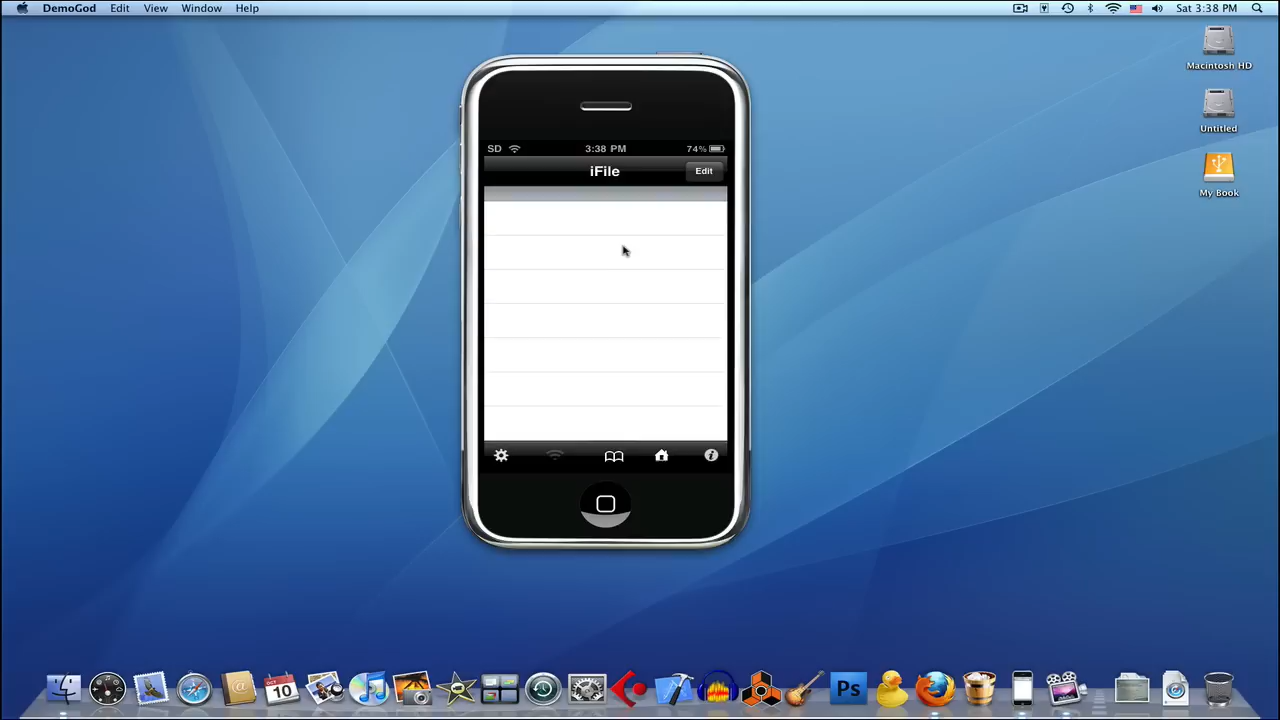 DemoGod Edit View Window Help Sat 3:38 PM
Macintosh HD
Untitled
My Book
SD 3:38 PM 74%
iFile Edit
OCT
10
Ps